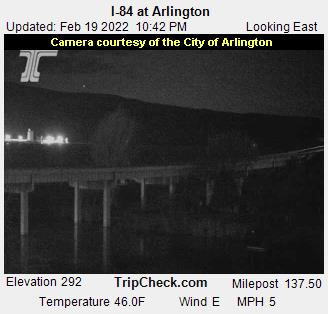 I-84 at Arlington
Updated: Feb 19 2022 10:42 PM Looking East
Camera courtesy of the City of Arlington
Elevation 292 TripCheck.com Milepost 137.50
Temperature 46.0F Wind E MPH 5